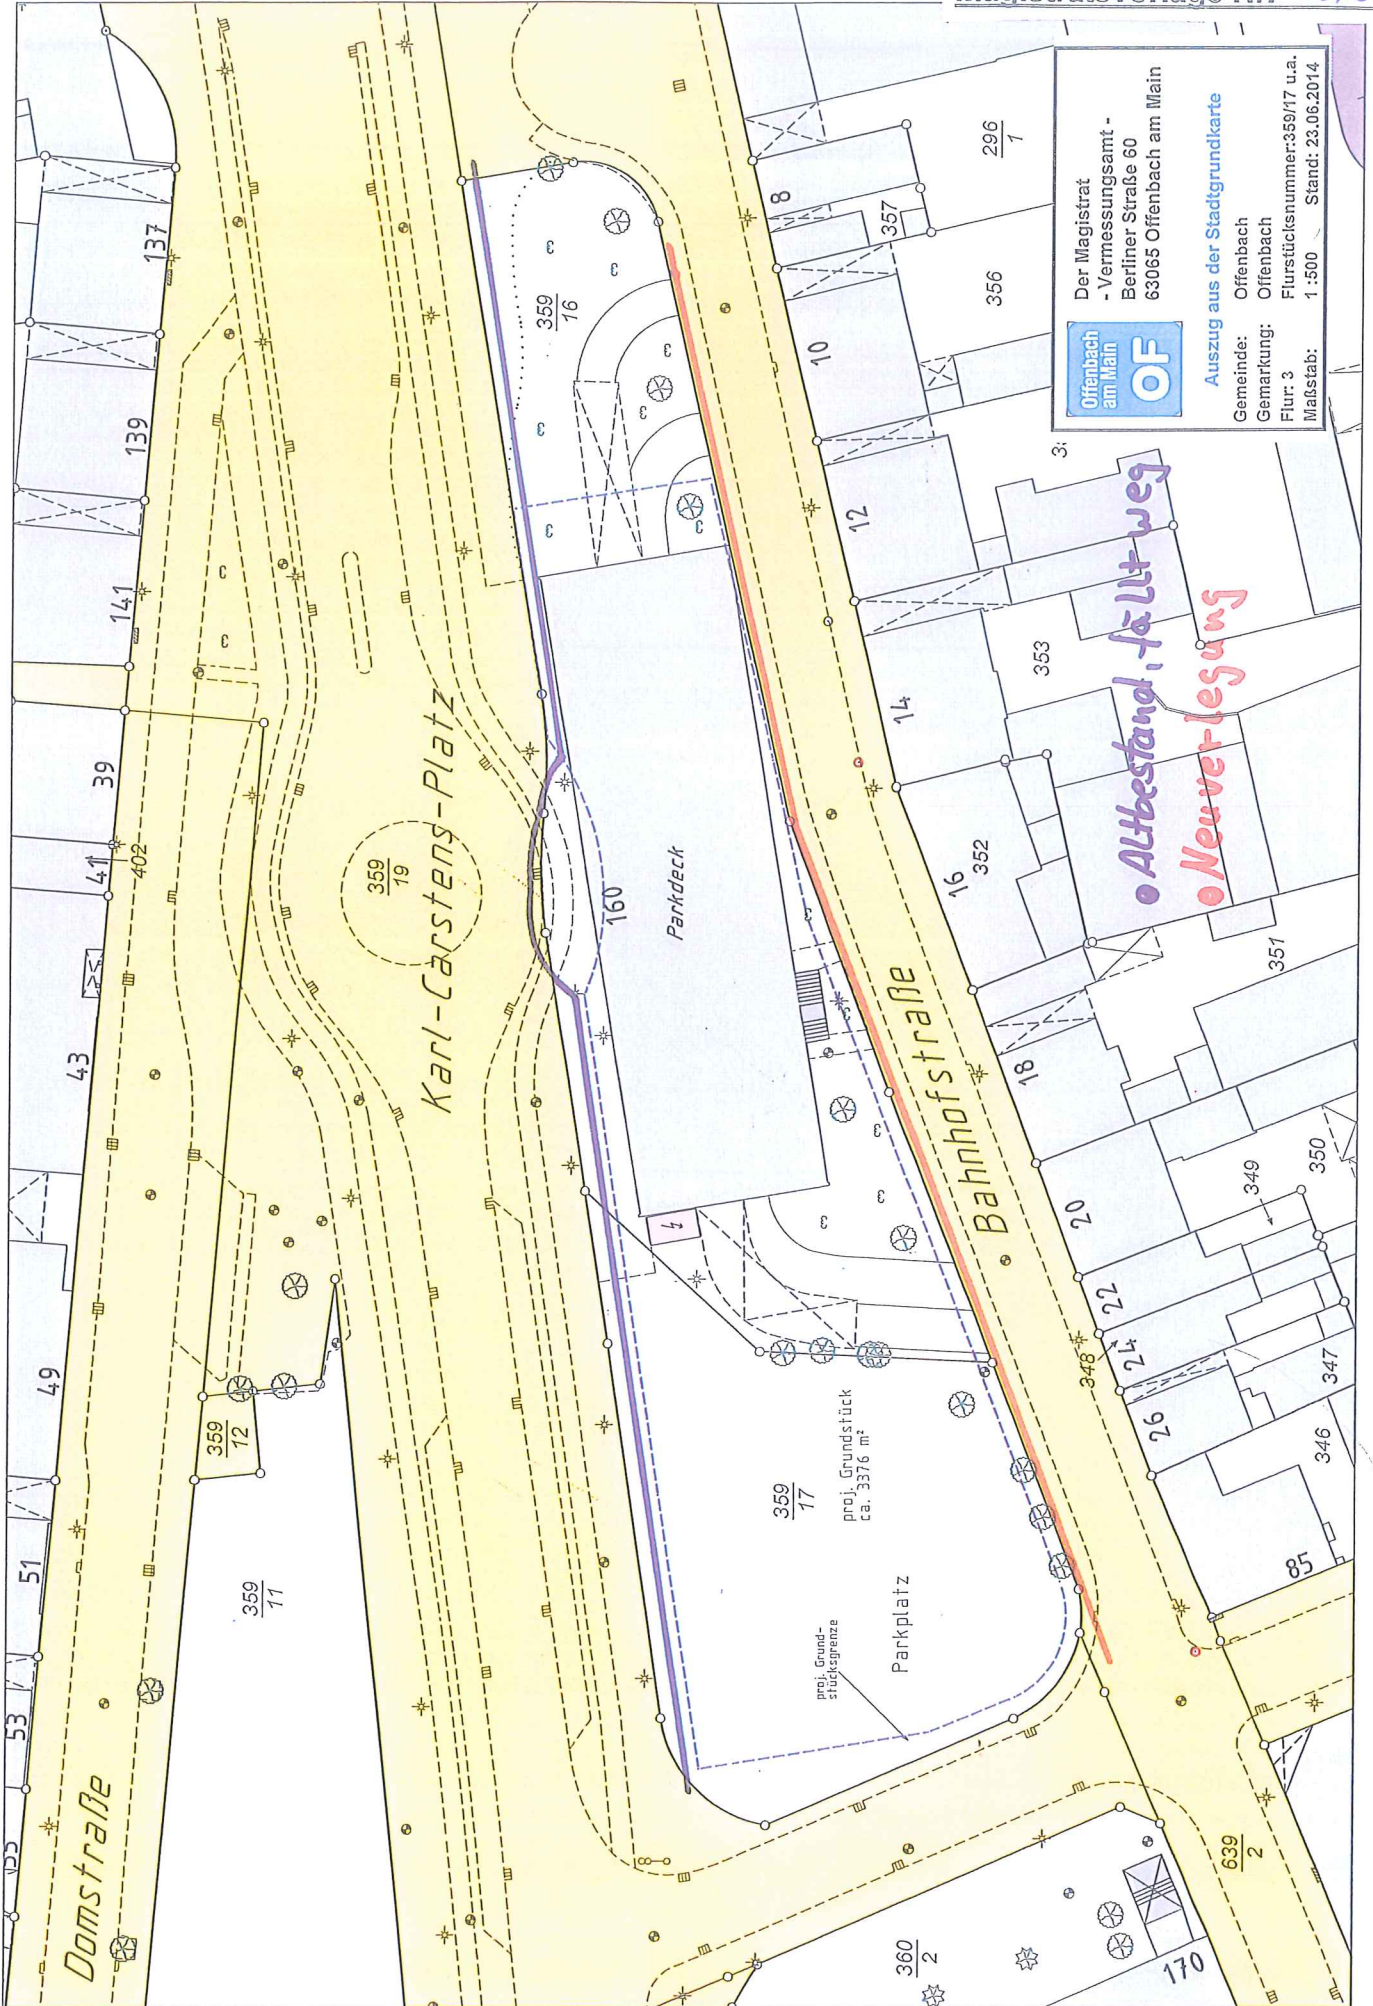 Der Magistrat
- Vermessungsamt -
Berliner Straße 60
63065 Offenbach am Main
Offenbach
am Main
OF
Auszug aus der Stadtgrundkarte
Gemeinde: Offenbach
Gemarkung: Offenbach
Flur: 3 Flurstücksnummer:359/17 u.a.
Maßstab: 1:500 Stand: 23.06.2014
Altbestand, fällt weg
Neuverlegung
Domstraße
55
53
51
49
43
41
39
141
139
137
402
359
11
359
12
Karl-Carstens-Platz
359
19
359
16
160
Parkdeck
359
17
proj. Grundstück
ca. 3376 m²
proj. Grund-
stücksgrenze
Parkplatz
Bahnhofstraße
8
10
12
14
16
18
20
22
24
26
85
170
296
1
357
356
353
352
351
350
349
348
347
346
360
2
639
2